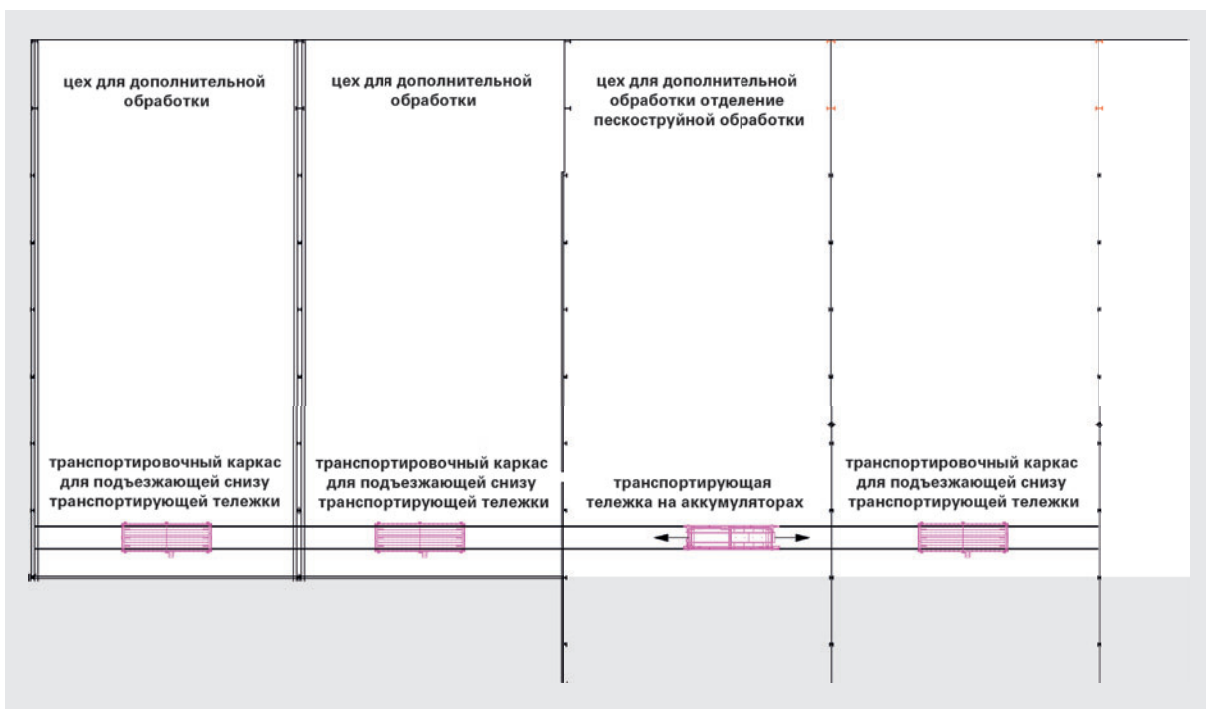 цех для дополнительной
обработки
цех для дополнительной
обработки
цех для дополнительной
обработки отделение
пескоструйной обработки
транспортировочный каркас
для подъезжающей снизу
транспортирующей тележки
транспортировочный каркас
для подъезжающей снизу
транспортирующей тележки
транспортирующая
тележка на аккумуляторах
транспортировочный каркас
для подъезжающей снизу
транспортирующей тележки